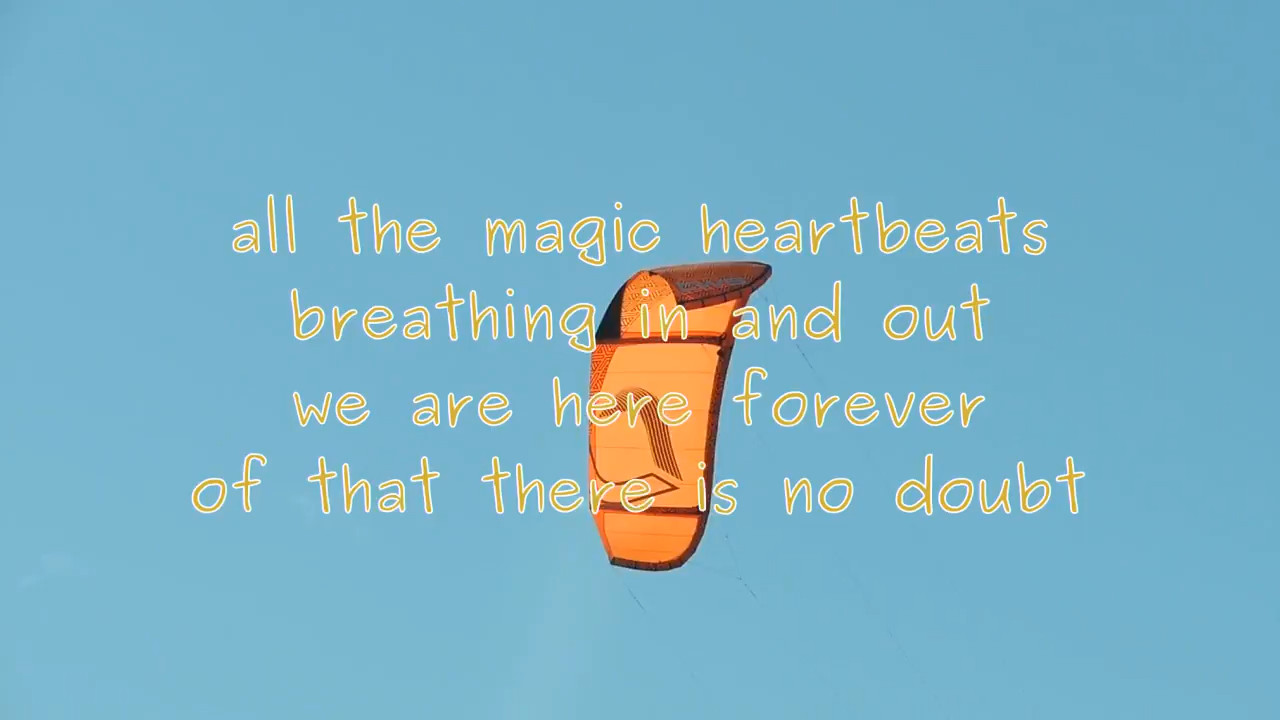 all the magic heartbeats
breathing in and out
we are here forever
of that there is no doubt